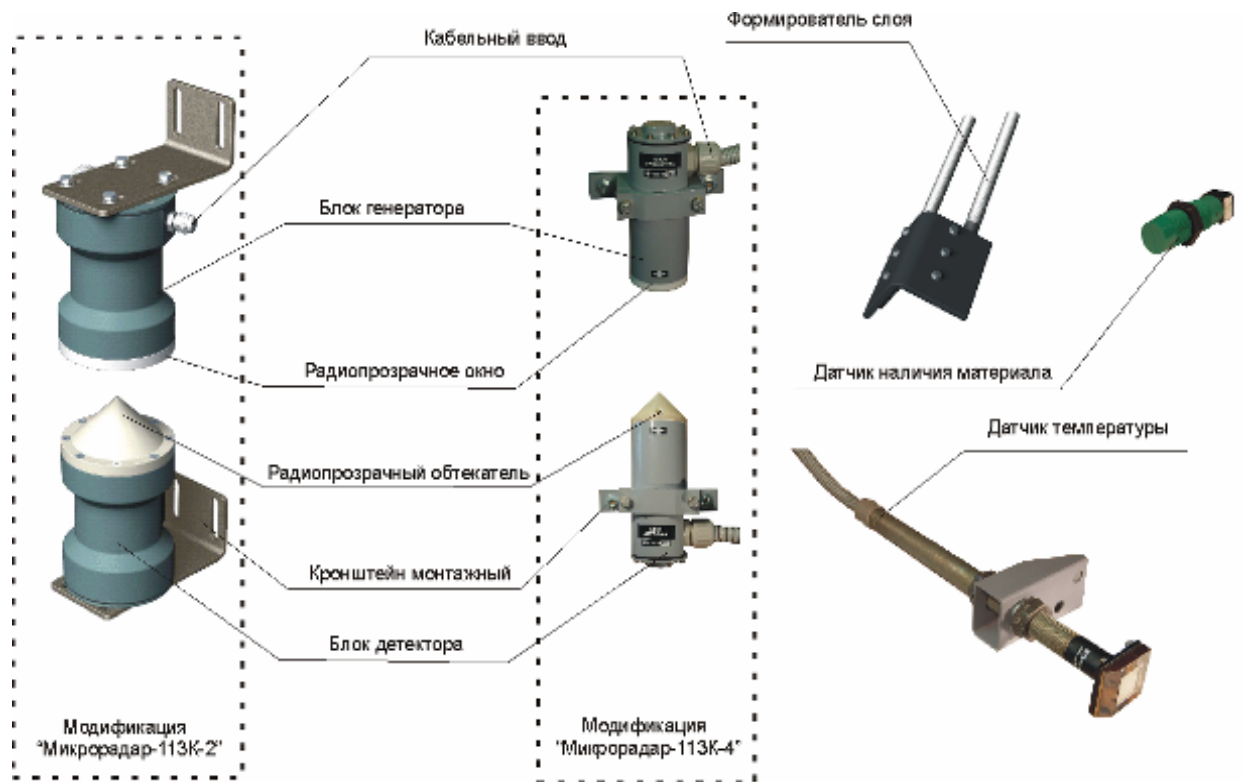 Формирователь слоя
Кабельный ввод
Блок генератора
Радиопрозрачное окно
Датчик наличия материала
Датчик температуры
Радиопрозрачный обтекатель
Кронштейн монтажный
Блок детектора
Модификация
"Микрорадар-113К-2"
Модификация
"Микрорадар-113К-4"